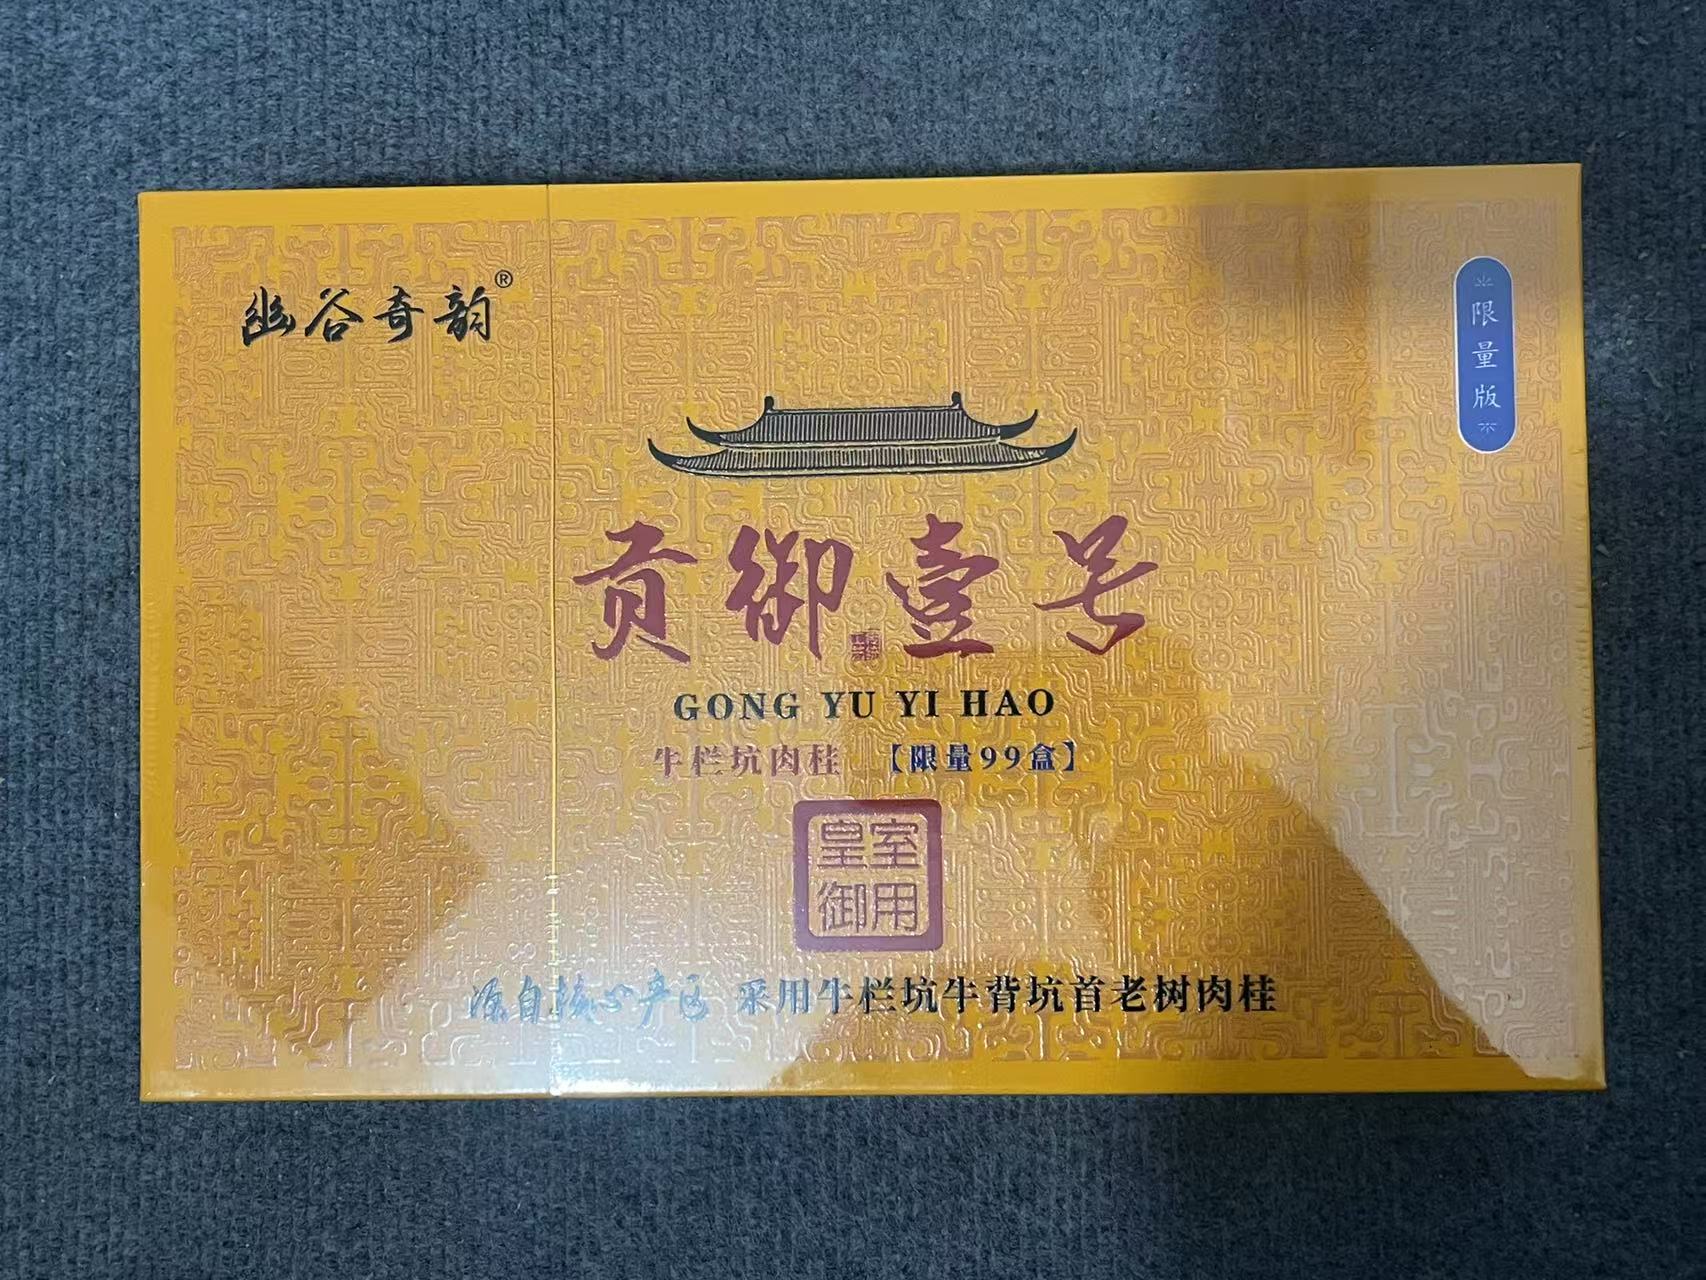 幽谷奇韵®
限量版
贡御壹号
GONG YU YI HAO
牛栏坑肉桂 【限量99盒】
皇室
御用
源自核心产区 采用牛栏坑牛背坑首老树肉桂